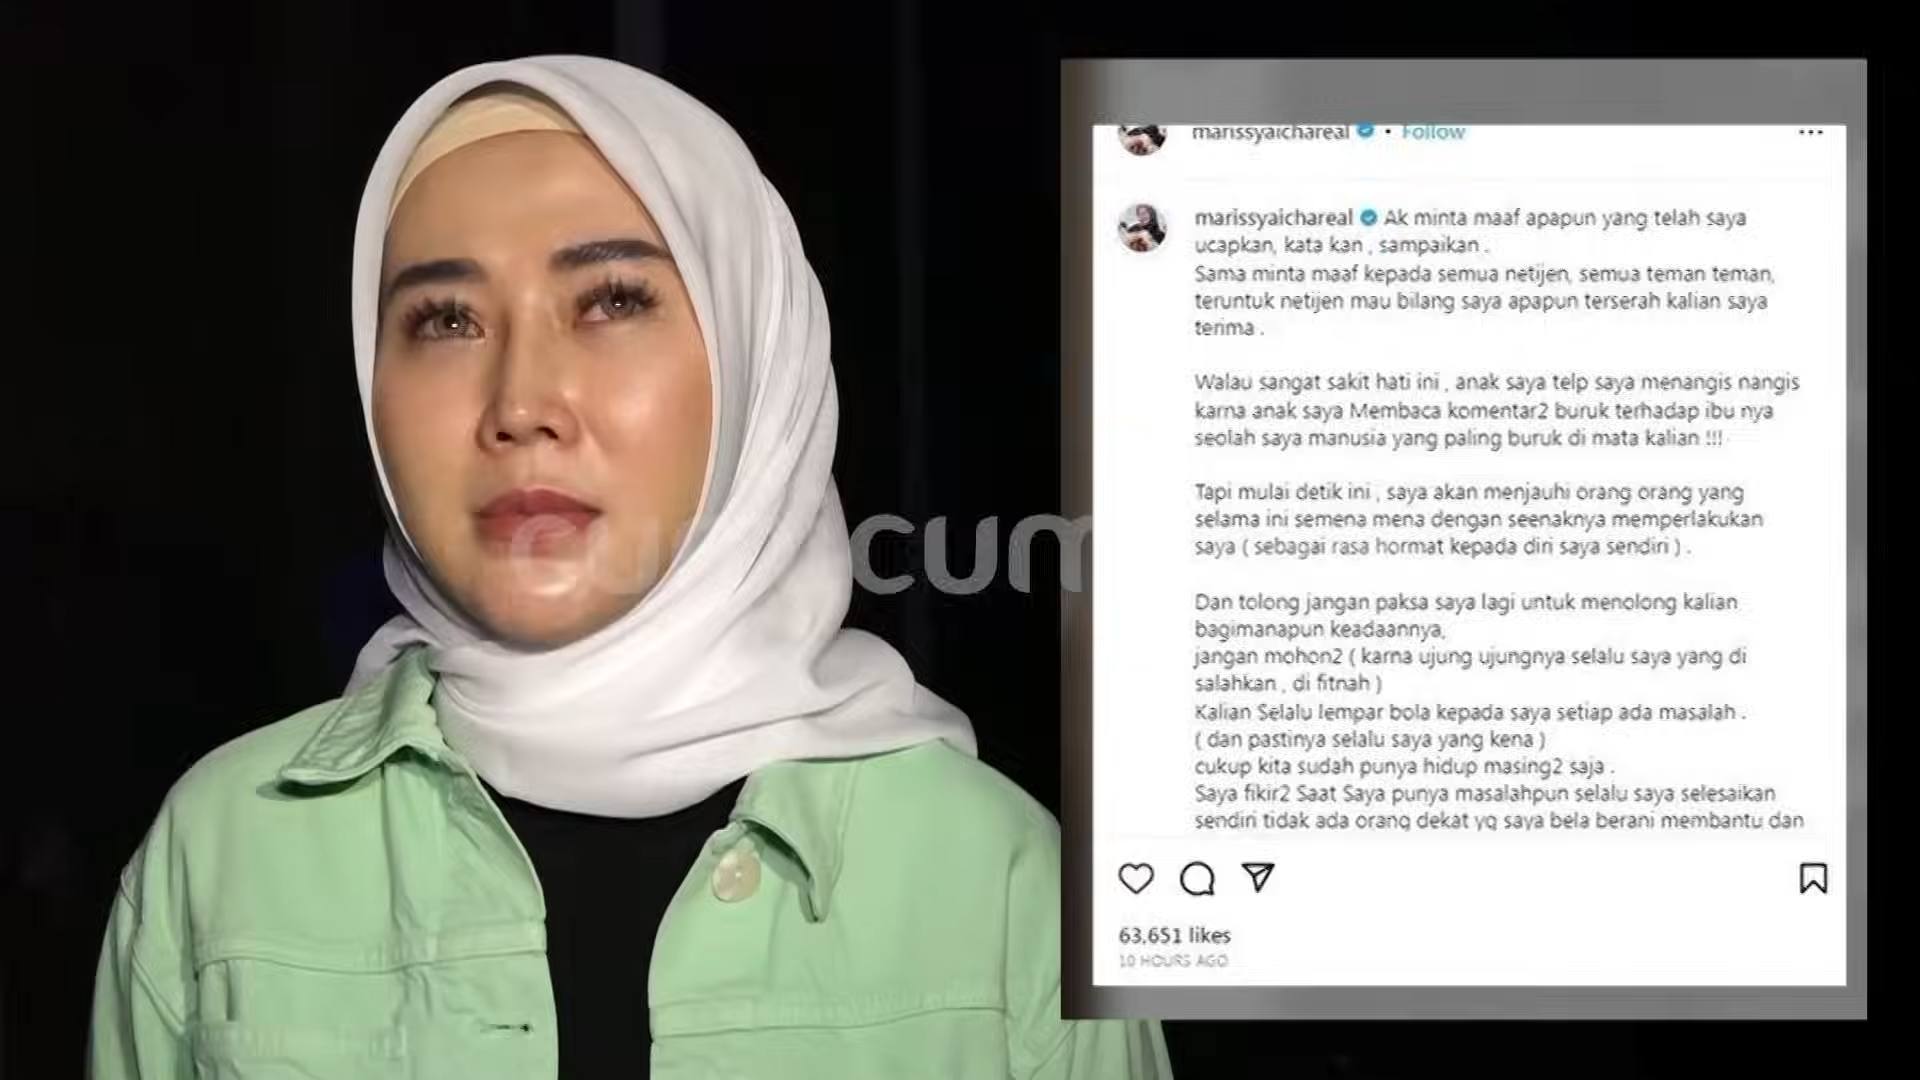 cum
marissyaichareal • Follow
marissyaichareal Ak minta maaf apapun yang telah saya
ucapkan, kata kan , sampaikan .
Sama minta maaf kepada semua netijen, semua teman teman,
teruntuk netijen mau bilang saya apapun terserah kalian saya
terima .
Walau sangat sakit hati ini , anak saya telp saya menangis nangis
karna anak saya Membaca komentar2 buruk terhadap ibu nya
seolah saya manusia yang paling buruk di mata kalian !!!
Tapi mulai detik ini , saya akan menjauhi orang orang yang
selama ini semena mena dengan seenaknya memperlakukan
saya ( sebagai rasa hormat kepada diri saya sendiri ) .
Dan tolong jangan paksa saya lagi untuk menolong kalian
bagimanapun keadaannya,
jangan mohon2 ( karna ujung ujungnya selalu saya yang di
salahkan , di fitnah )
Kalian Selalu lempar bola kepada saya setiap ada masalah .
( dan pastinya selalu saya yang kena )
cukup kita sudah punya hidup masing2 saja .
Saya fikir2 Saat Saya punya masalahpun selalu saya selesaikan
sendiri tidak ada orang dekat yg saya bela berani membantu dan
63,651 likes
10 HOURS AGO